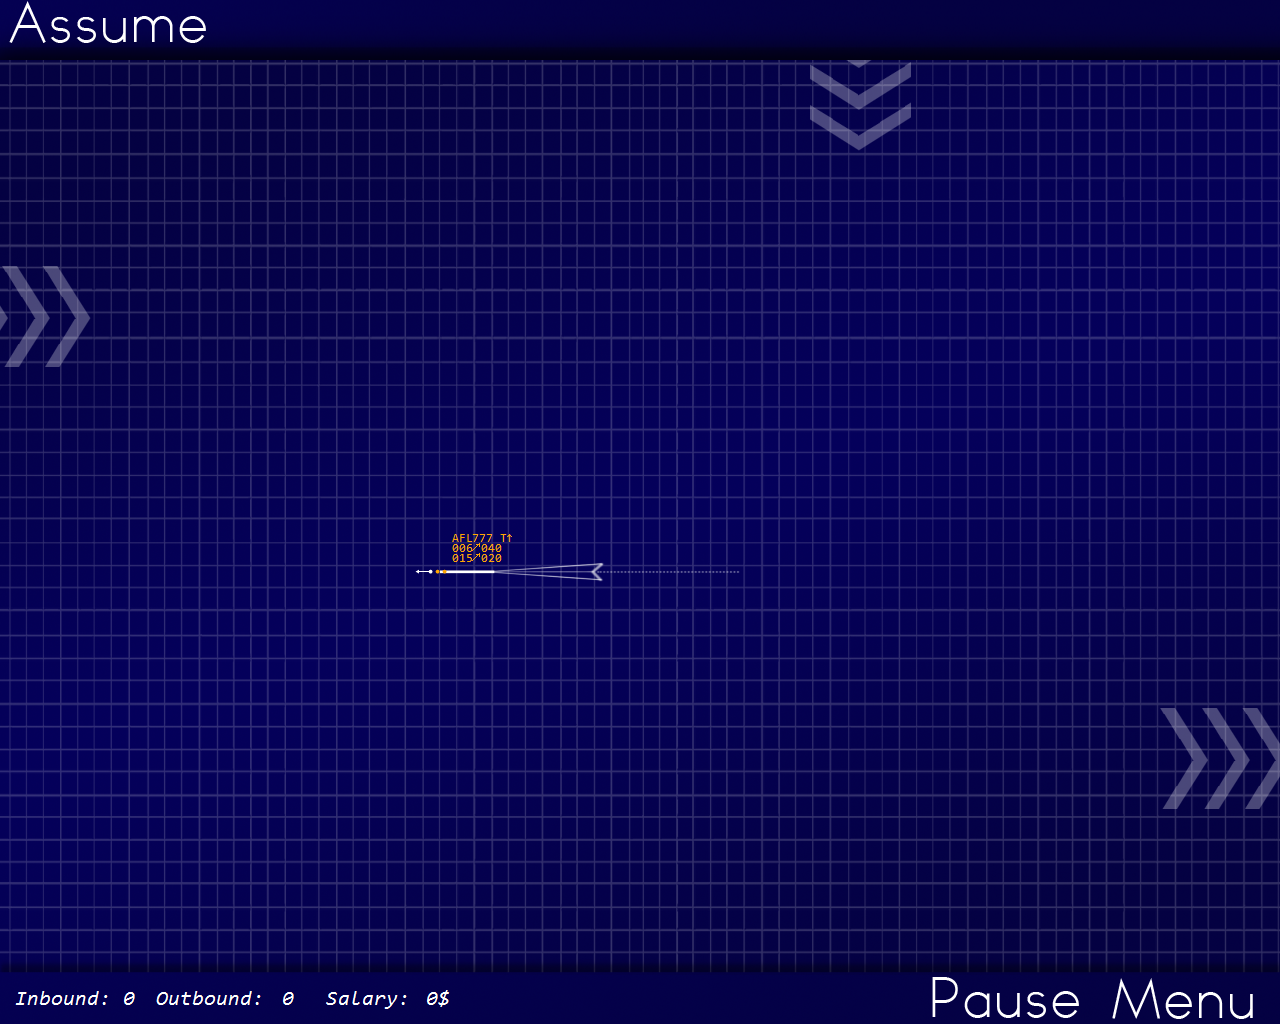 Assume
AFL777 T↑
006↗040
015↗020
Inbound: 0 Outbound: 0 Salary: 0$
Pause Menu